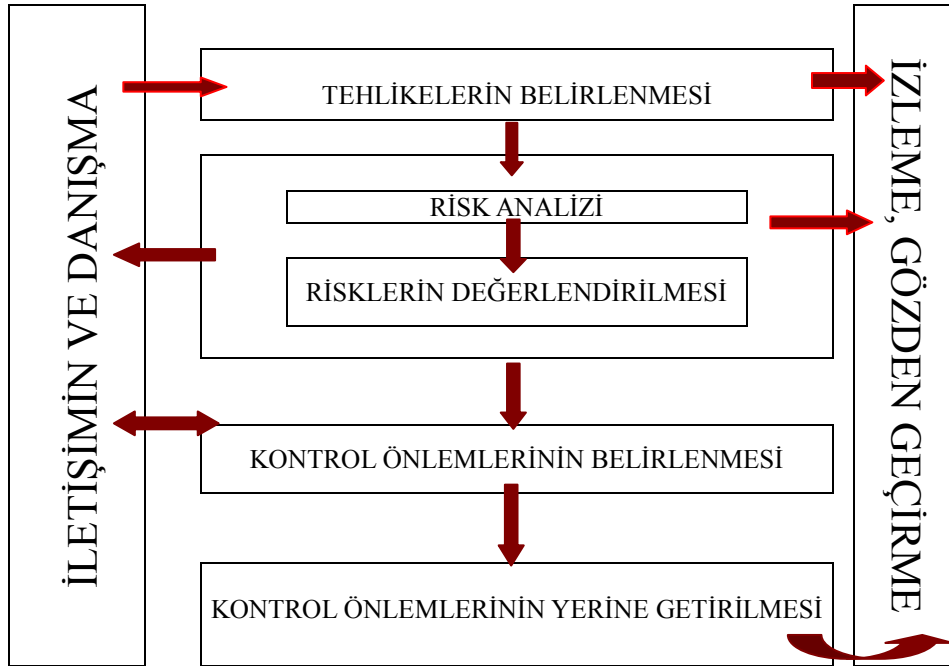 İLETİŞİMİN VE DANIŞMA
TEHLİKELERİN BELİRLENMESİ
RİSK ANALİZİ
RİSKLERİN DEĞERLENDİRİLMESİ
KONTROL ÖNLEMLERİNİN BELİRLENMESİ
KONTROL ÖNLEMLERİNİN YERİNE GETİRİLMESİ
İZLEME, GÖZDEN GEÇİRME